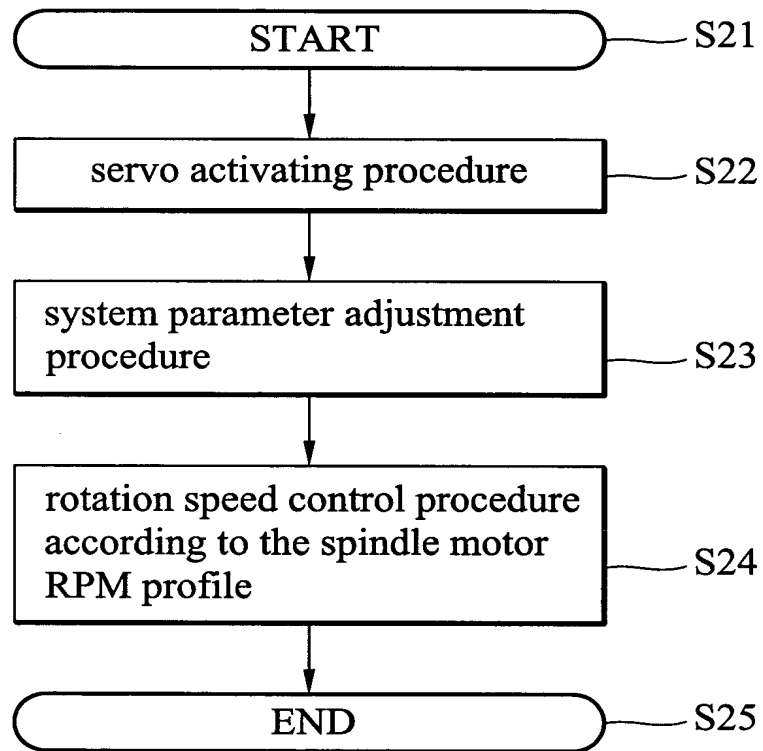 START
S21
servo activating procedure
S22
system parameter adjustment
procedure
S23
rotation speed control procedure
according to the spindle motor
RPM profile
S24
END
S25